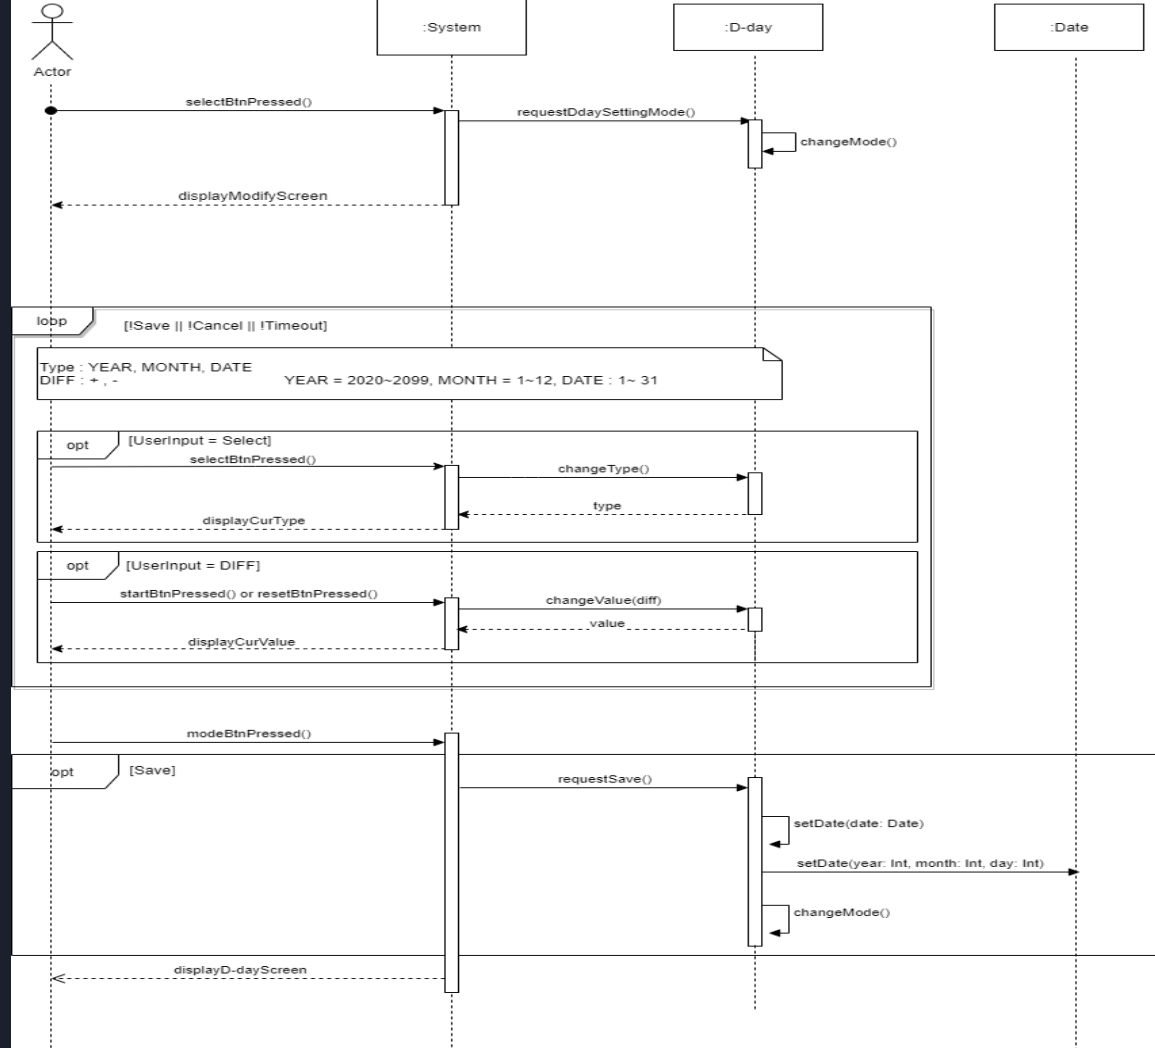 :System
:D-day
:Date
Actor
selectBtnPressed()
requestDdaySettingMode()
changeMode()
displayModifyScreen
loop
[!Save || !Cancel || !Timeout]
Type : YEAR, MONTH, DATE
DIFF : + , - YEAR = 2020~2099, MONTH = 1~12, DATE : 1~ 31
opt
[UserInput = Select]
selectBtnPressed()
changeType()
type
displayCurType
opt
[UserInput = DIFF]
startBtnPressed() or resetBtnPressed()
changeValue(diff)
value
displayCurValue
modeBtnPressed()
opt
[Save]
requestSave()
setDate(date: Date)
setDate(year: Int, month: Int, day: Int)
changeMode()
displayD-dayScreen